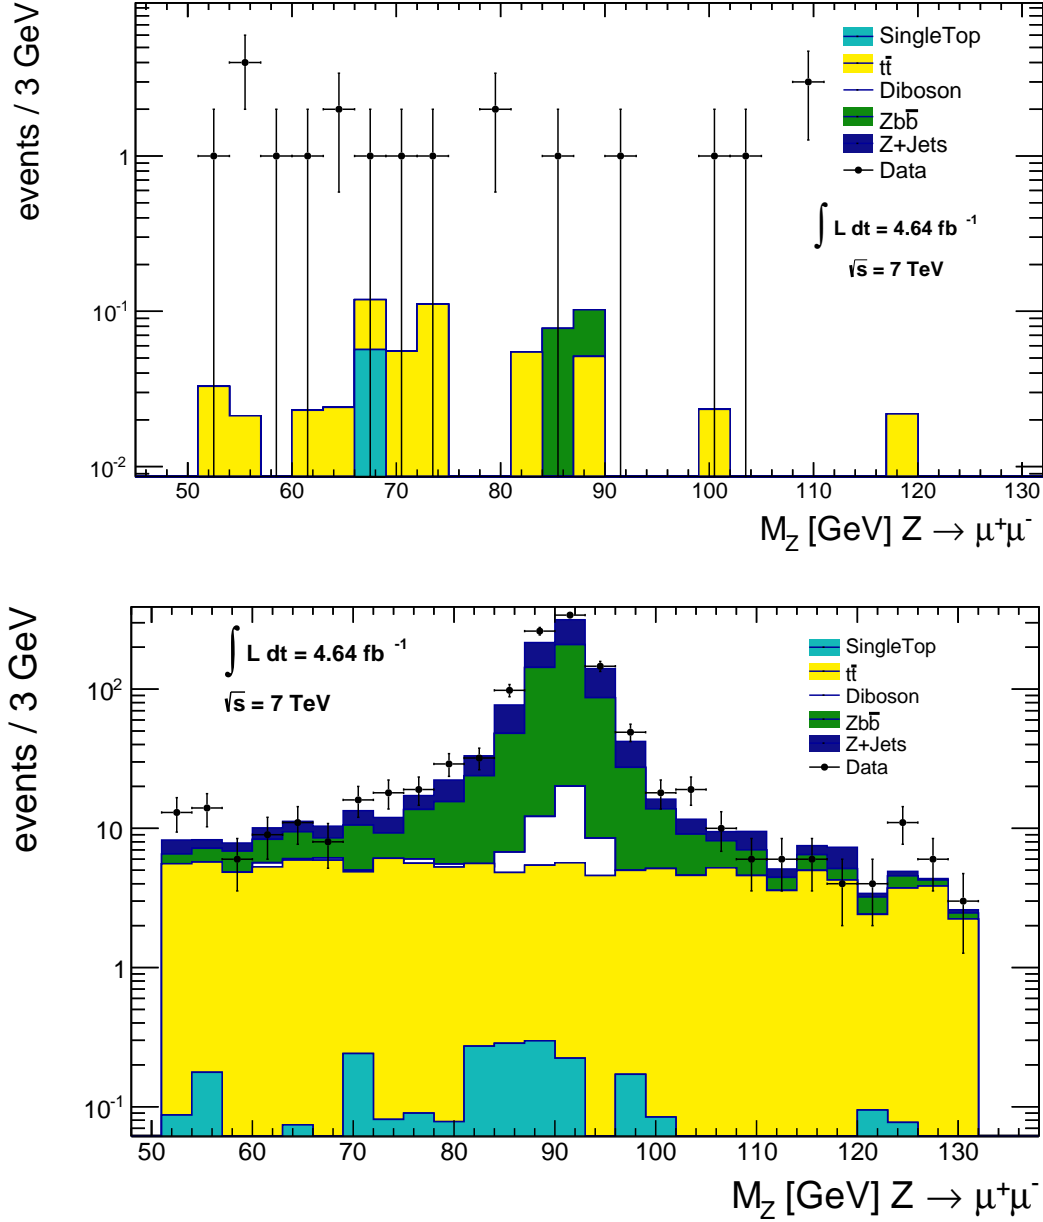 events / 3 GeV
1
10⁻¹
10⁻²
SingleTop
tt̄
Diboson
Zbb̄
Z+Jets
Data
∫ L dt = 4.64 fb ⁻¹
√s = 7 TeV
50 60 70 80 90 100 110 120 130
M_Z [GeV] Z → μ⁺μ⁻
events / 3 GeV
10²
10
1
10⁻¹
∫ L dt = 4.64 fb ⁻¹
√s = 7 TeV
SingleTop
tt̄
Diboson
Zbb̄
Z+Jets
Data
50 60 70 80 90 100 110 120 130
M_Z [GeV] Z → μ⁺μ⁻